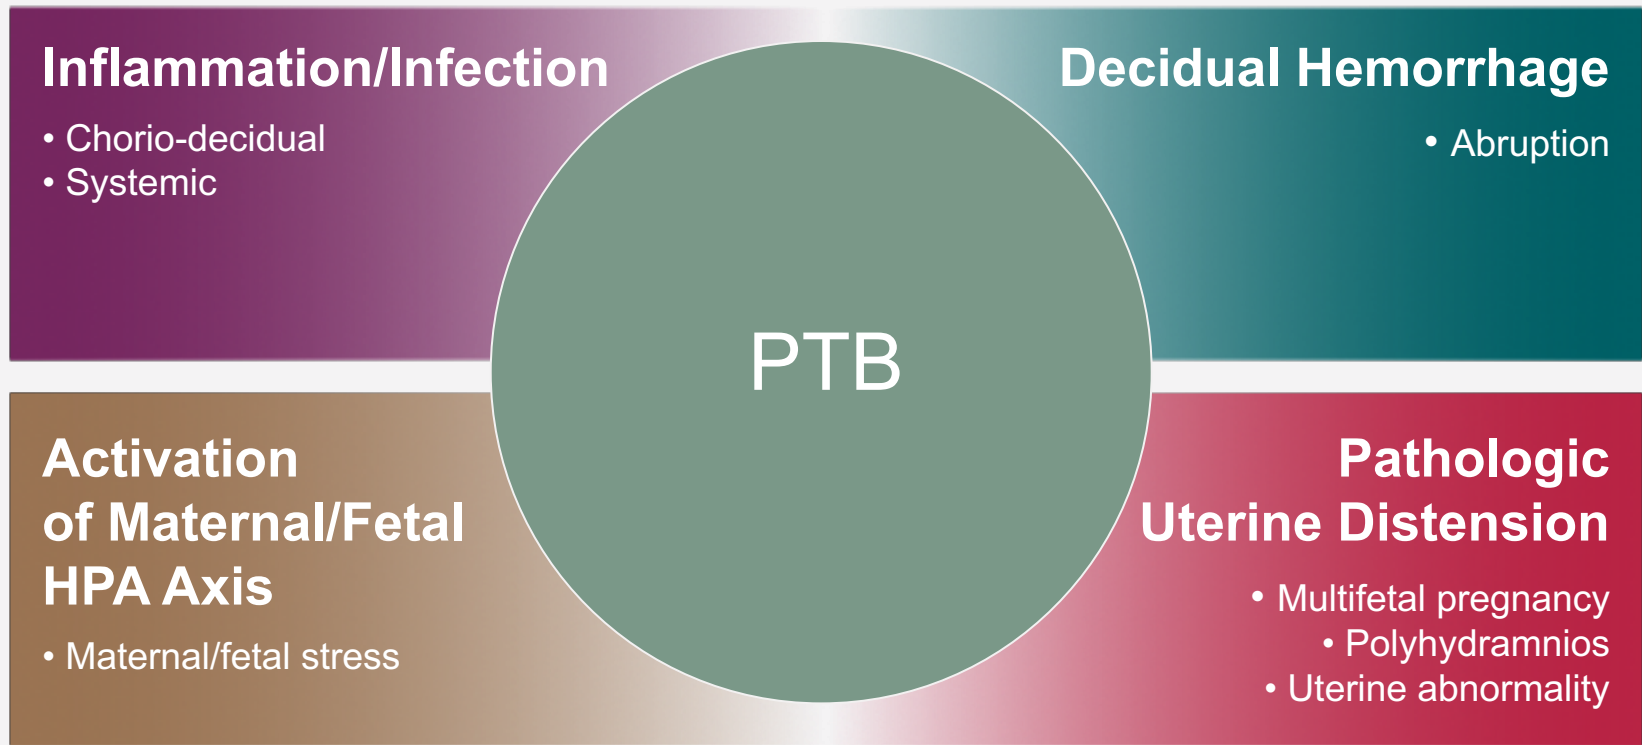 Inflammation/Infection
• Chorio-decidual
• Systemic
Decidual Hemorrhage
• Abruption
PTB
Activation
of Maternal/Fetal
HPA Axis
• Maternal/fetal stress
Pathologic
Uterine Distension
• Multifetal pregnancy
• Polyhydramnios
• Uterine abnormality